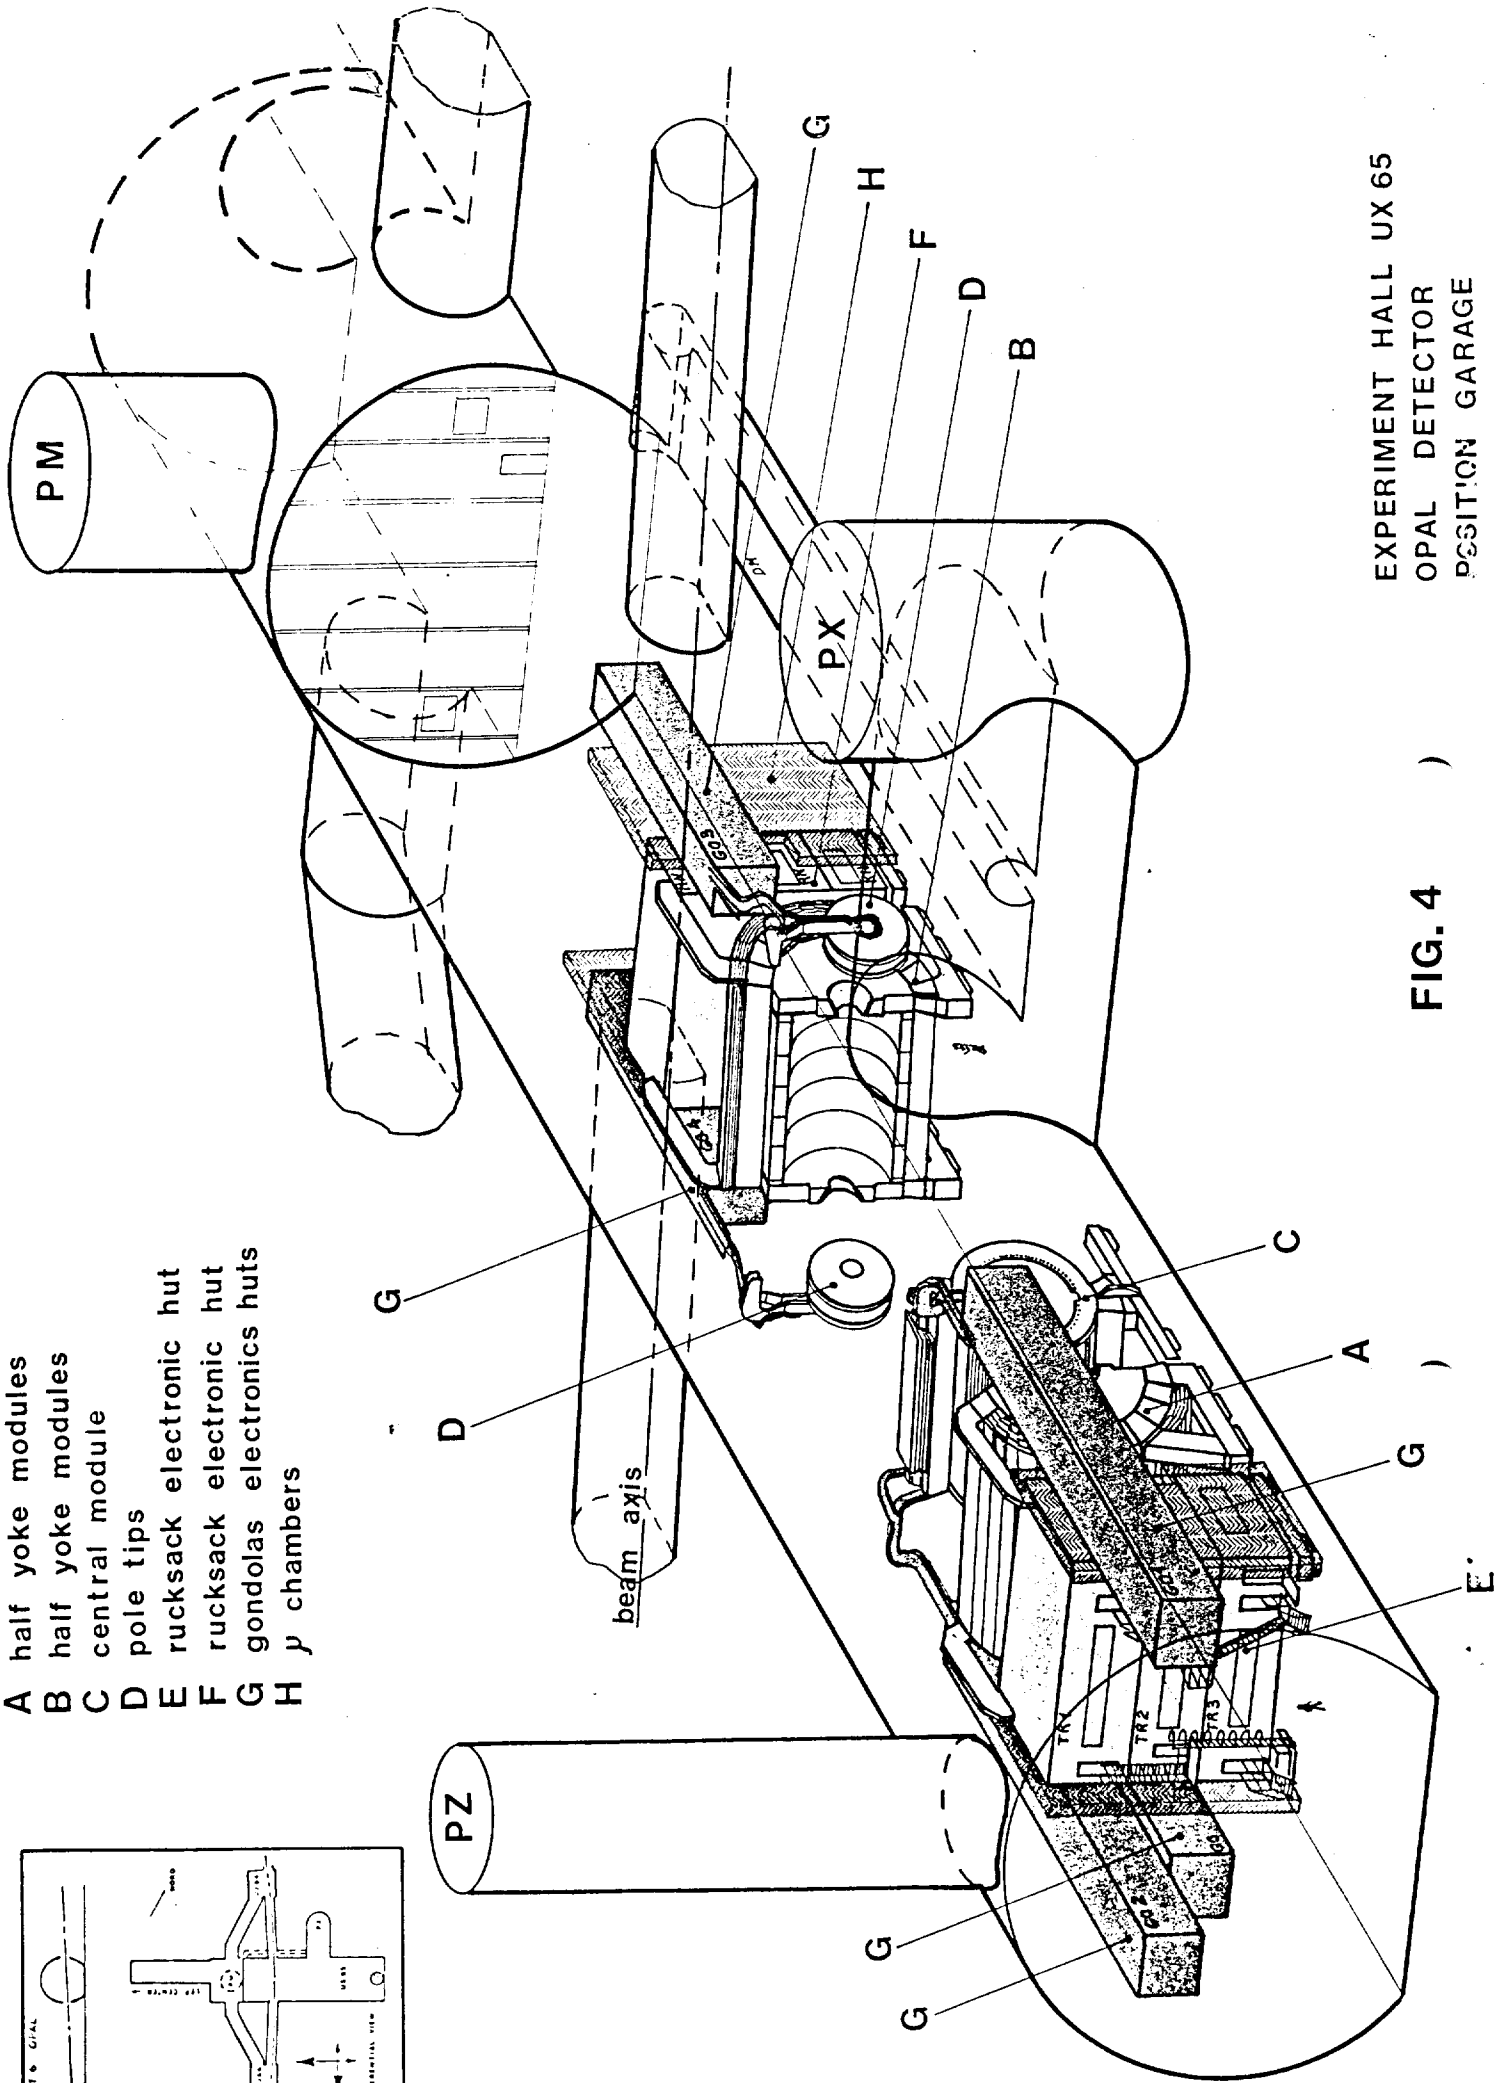 A half yoke modules
B half yoke modules
C central module
D pole tips
E rucksack electronic hut
F rucksack electronic hut
G gondolas electronics huts
H μ chambers
PM
PZ
PX
beam axis
G
D
G
H
F
D
B
C
A
G
E
G
G
GO3
GO2
TR1
TR2
TR3
EXPERIMENT HALL UX 65
OPAL DETECTOR
POSITION GARAGE
FIG. 4